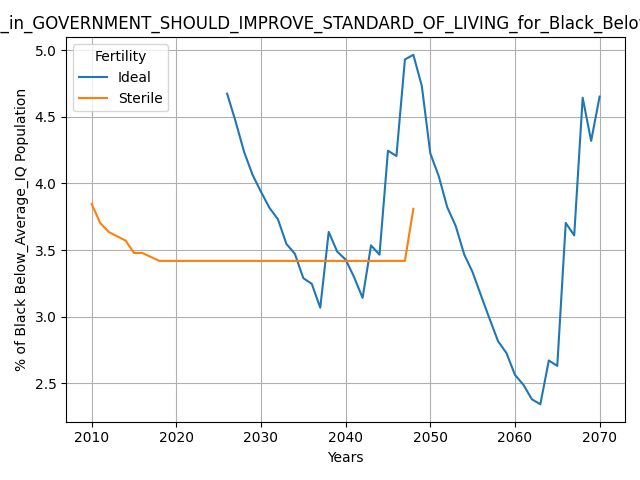 _in_GOVERNMENT_SHOULD_IMPROVE_STANDARD_OF_LIVING_for_Black_Belo
Fertility
Ideal
Sterile
% of Black Below_Average_IQ Population
5.0
4.5
4.0
3.5
3.0
2.5
2010 2020 2030 2040 2050 2060 2070
Years